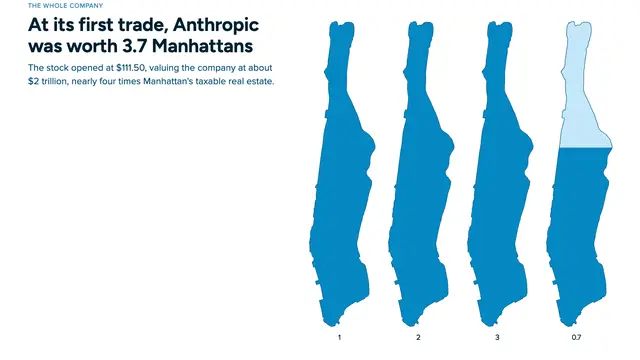 THE WHOLE COMPANY
At its first trade, Anthropic
was worth 3.7 Manhattans
The stock opened at $111.50, valuing the company at about
$2 trillion, nearly four times Manhattan's taxable real estate.
1
2
3
0.7